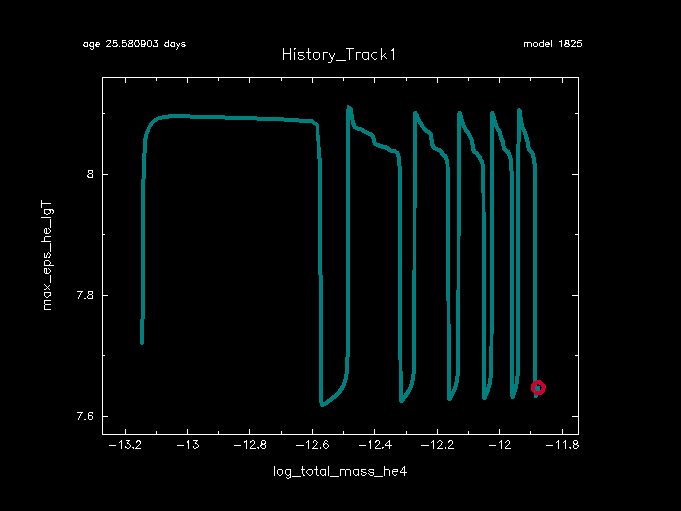 age 25.580903 days
model 1825
History_Track1
8
7.8
7.6
max_eps_he_lgT
-13.2 -13 -12.8 -12.6 -12.4 -12.2 -12 -11.8
log_total_mass_he4